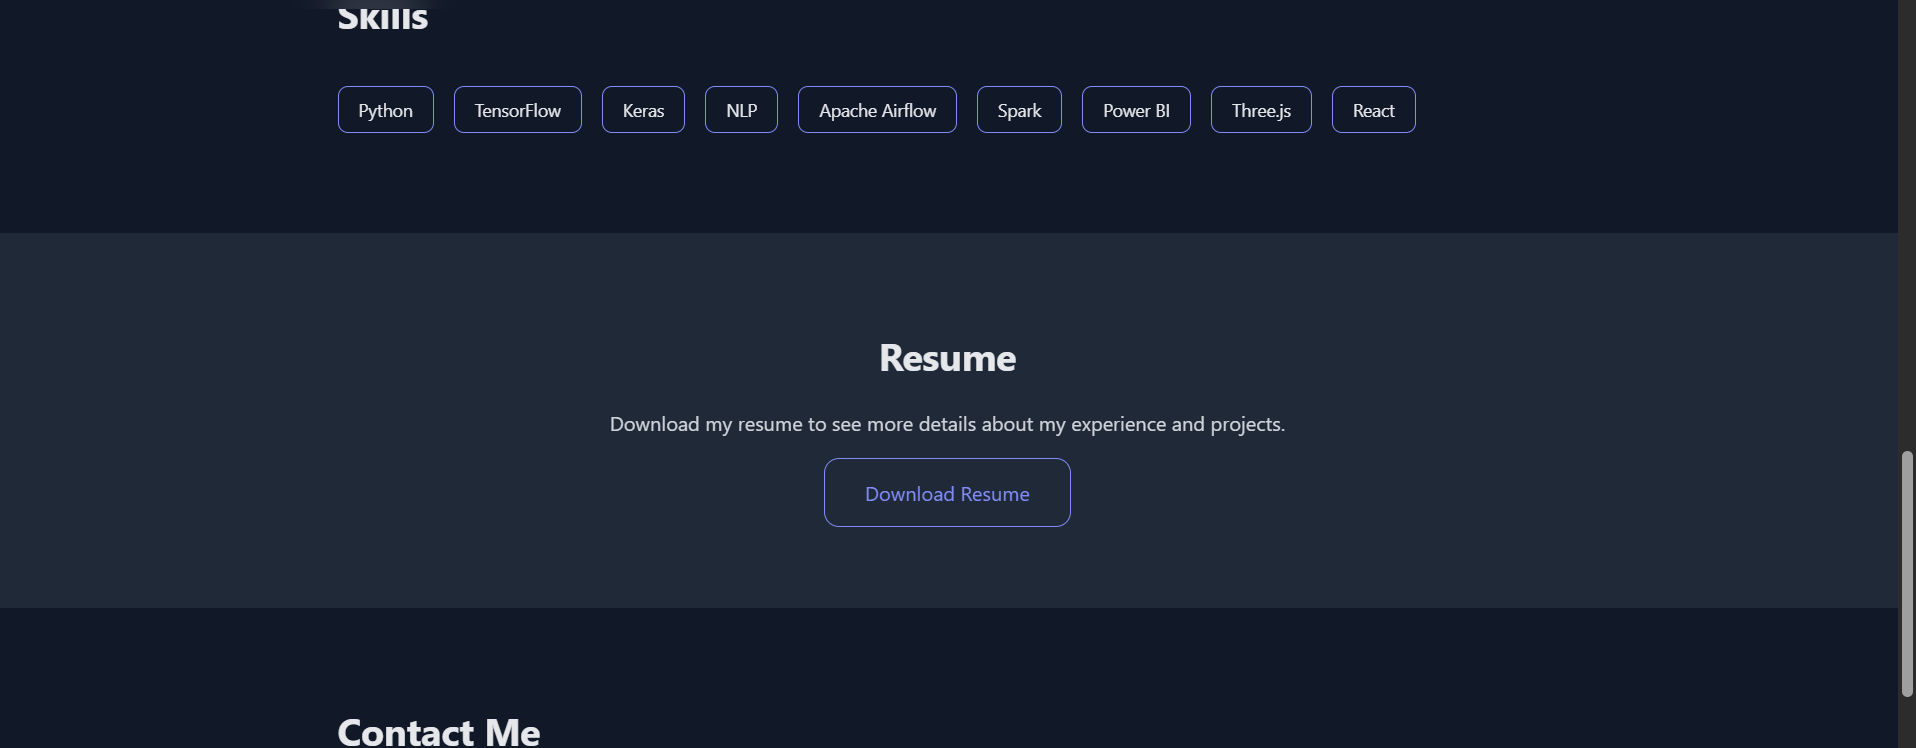 Skills
Python TensorFlow Keras NLP Apache Airflow Spark Power BI Three.js React
Resume
Download my resume to see more details about my experience and projects.
Download Resume
Contact Me